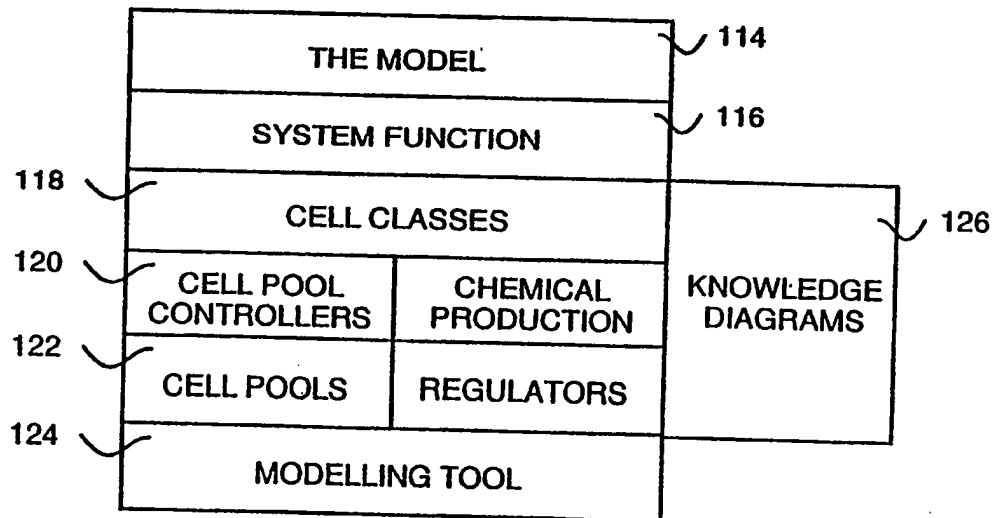 THE MODEL
114
SYSTEM FUNCTION
116
118
CELL CLASSES
126
120
CELL POOL
CONTROLLERS
CHEMICAL
PRODUCTION
KNOWLEDGE
DIAGRAMS
122
CELL POOLS
REGULATORS
124
MODELLING TOOL